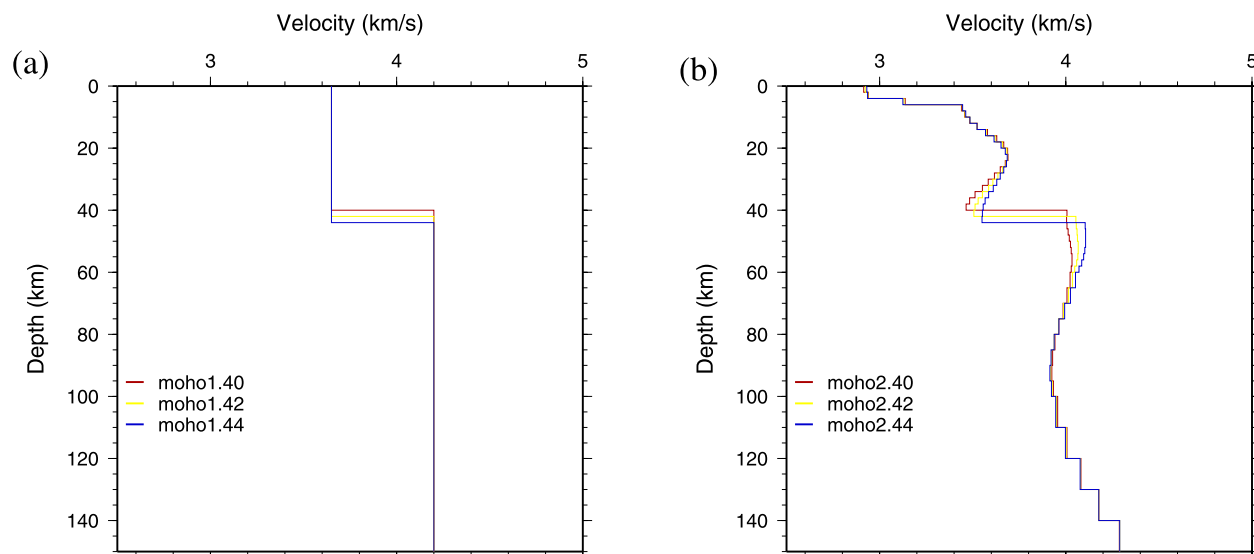 Velocity (km/s)
(a)
3 4 5
0
20
40
60
80
100
120
140
Depth (km)
moho1.40
moho1.42
moho1.44
Velocity (km/s)
(b)
3 4 5
0
20
40
60
80
100
120
140
Depth (km)
moho2.40
moho2.42
moho2.44